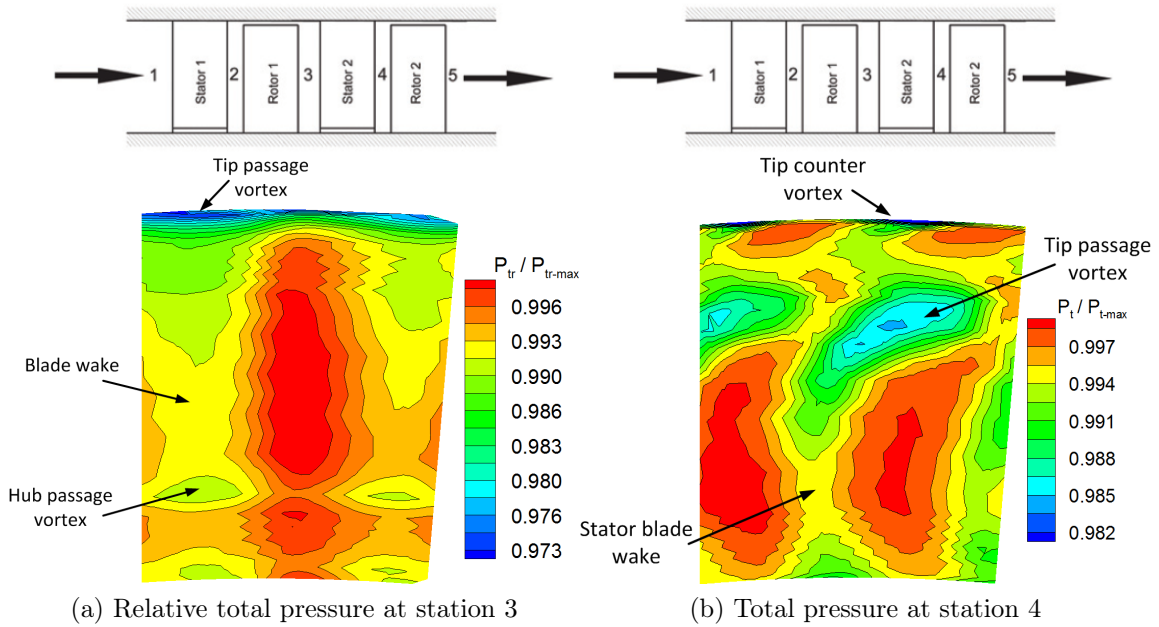 1
Stator 1
2
Rotor 1
3
Stator 2
4
Rotor 2
5
Tip passage
vortex
Blade wake
Hub passage
vortex
P_tr / P_tr-max
0.996
0.993
0.990
0.986
0.983
0.980
0.976
0.973
(a) Relative total pressure at station 3
1
Stator 1
2
Rotor 1
3
Stator 2
4
Rotor 2
5
Tip counter
vortex
Tip passage
vortex
Stator blade
wake
P_t / P_t-max
0.997
0.994
0.991
0.988
0.985
0.982
(b) Total pressure at station 4